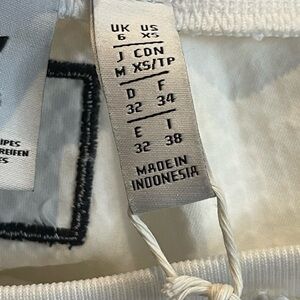 UK US
6 XS
J CDN
M XS/TP
D F
32 34
E I
32 38
MADE IN
INDONESIA
IPES
REIFEN
ES